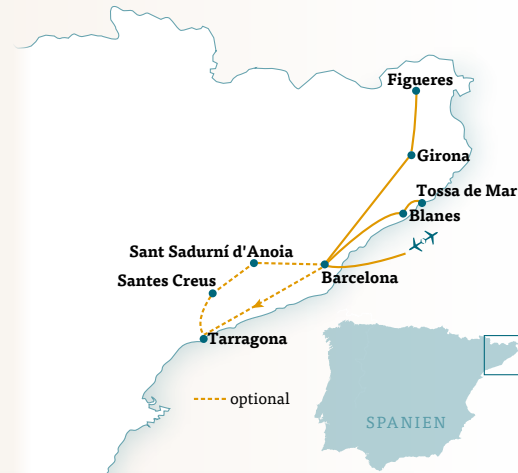 Figueres
Girona
Tossa de Mar
Blanes
Sant Sadurní d'Anoia
Santes Creus
Barcelona
Tarragona
optional
SPANIEN